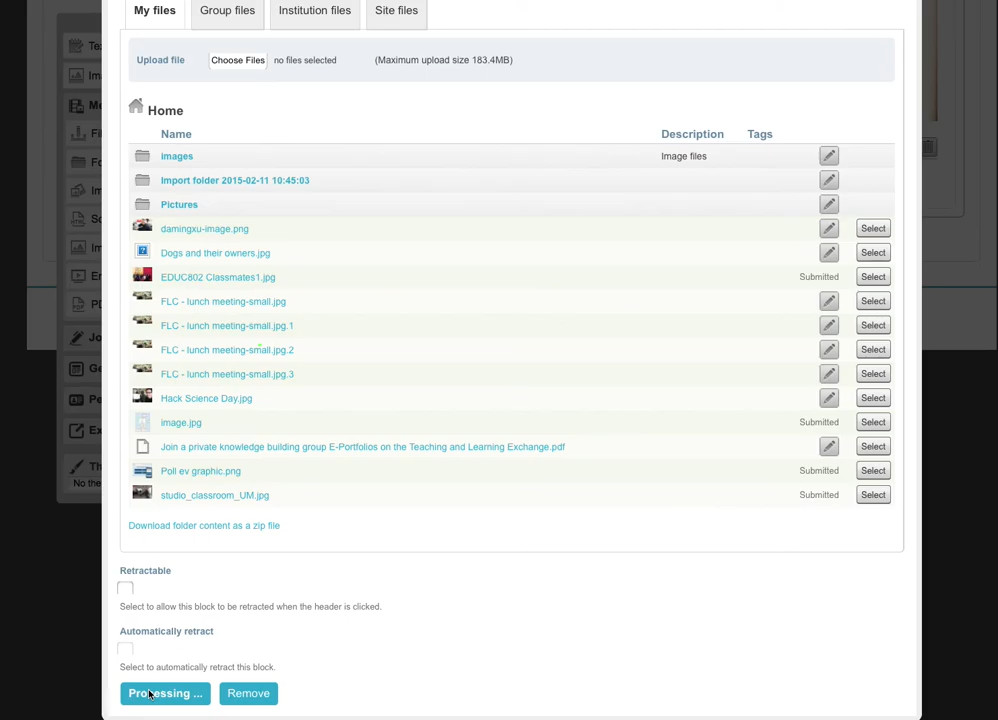 My files Group files Institution files Site files
Upload file Choose Files no files selected (Maximum upload size 183.4MB)
Home
Name Description Tags
images Image files
Import folder 2015-02-11 10:45:03
Pictures
damingxu-image.png Select
Dogs and their owners.jpg Select
EDUC802 Classmates1.jpg Submitted Select
FLC - lunch meeting-small.jpg Select
FLC - lunch meeting-small.jpg.1 Select
FLC - lunch meeting-small.jpg.2 Select
FLC - lunch meeting-small.jpg.3 Select
Hack Science Day.jpg Select
image.jpg Submitted Select
Join a private knowledge building group E-Portfolios on the Teaching and Learning Exchange.pdf Select
Poll ev graphic.png Submitted Select
studio_classroom_UM.jpg Submitted Select
Download folder content as a zip file
Retractable
Select to allow this block to be retracted when the header is clicked.
Automatically retract
Select to automatically retract this block.
Processing ... Remove
No the